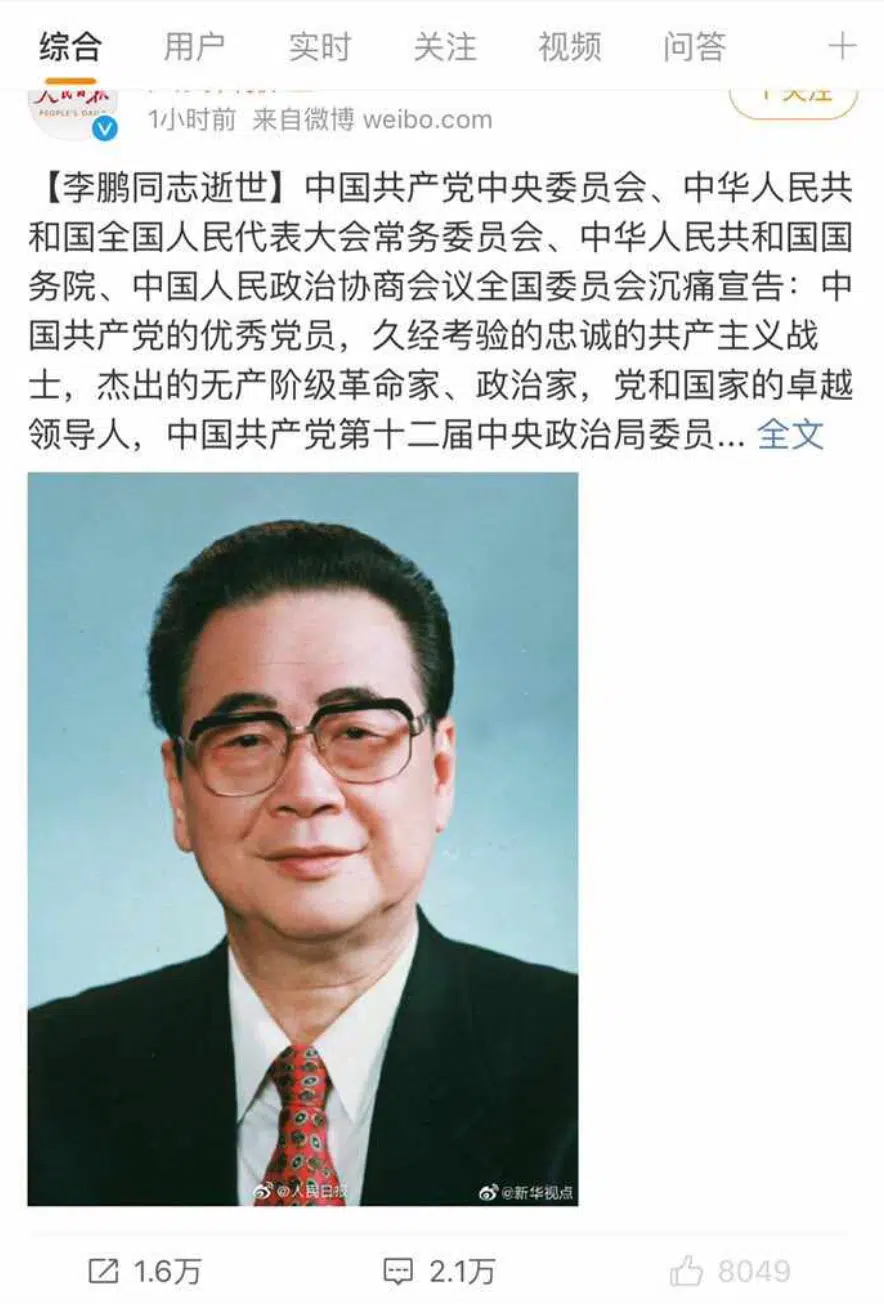 综合 用户 实时 关注 视频 问答
人民日报
PEOPLE'S DAILY
1小时前 来自微博 weibo.com
关注
【李鹏同志逝世】中国共产党中央委员会、中华人民共
和国全国人民代表大会常务委员会、中华人民共和国国
务院、中国人民政治协商会议全国委员会沉痛宣告：中
国共产党的优秀党员，久经考验的忠诚的共产主义战
士，杰出的无产阶级革命家、政治家，党和国家的卓越
领导人，中国共产党第十二届中央政治局委员... 全文
@人民日报 @新华视点
1.6万 2.1万 8049